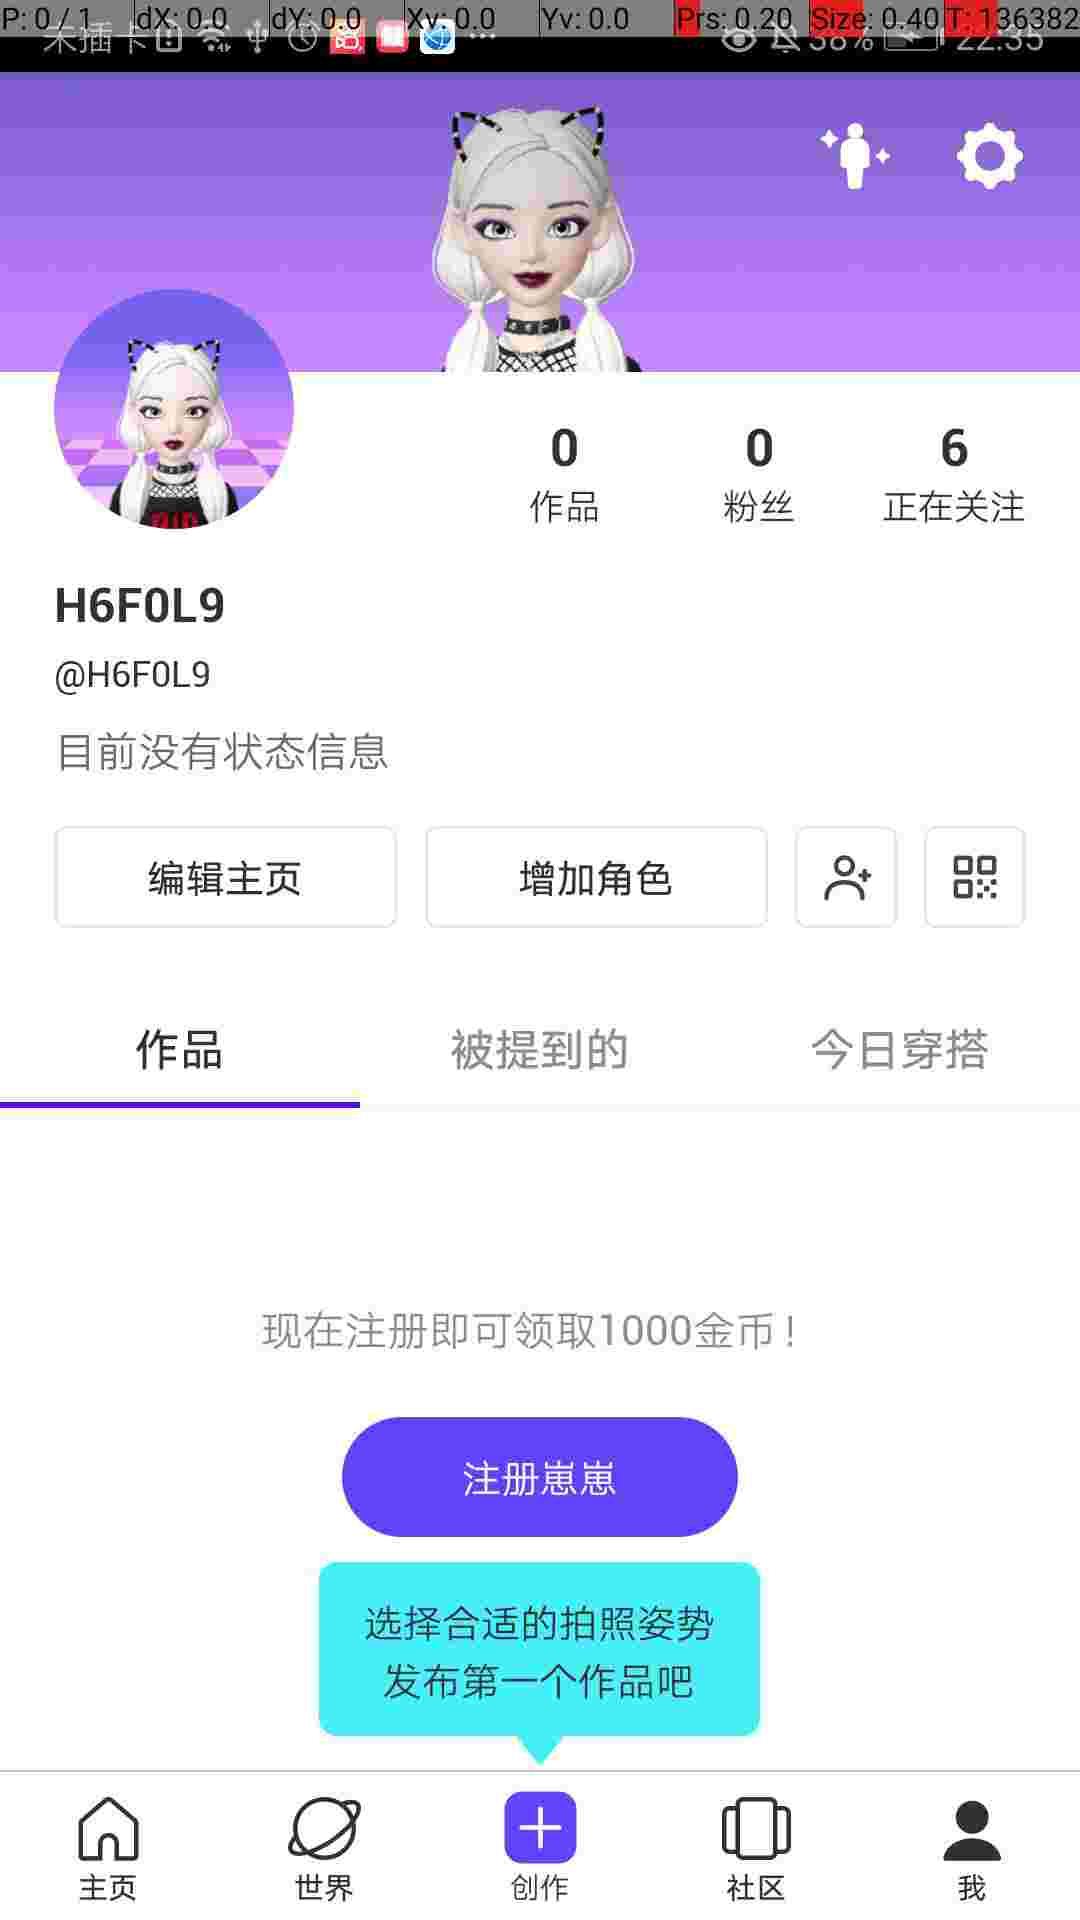 P: 0 / 1 dX: 0.0 dY: 0.0 Xv: 0.0 Yv: 0.0 Prs: 0.20 Size: 0.40 T: 136382
未插卡 38% 22:35
0 0 6
作品 粉丝 正在关注
H6F0L9
@H6F0L9
目前没有状态信息
编辑主页 增加角色
作品 被提到的 今日穿搭
现在注册即可领取1000金币！
注册崽崽
选择合适的拍照姿势
发布第一个作品吧
主页 世界 创作 社区 我